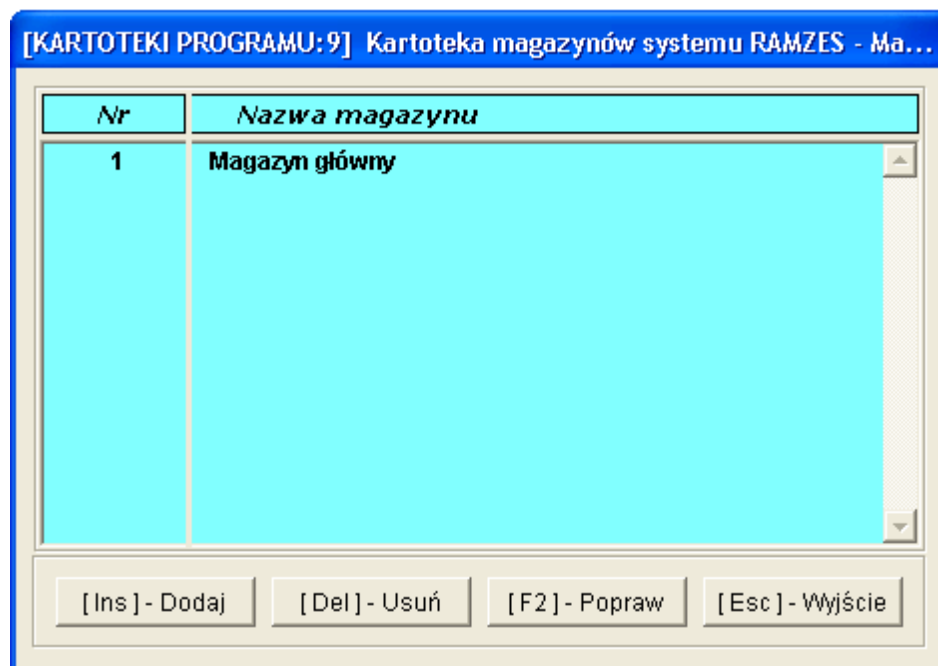 [KARTOTEKI PROGRAMU:9] Kartoteka magazynów systemu RAMZES - Ma...
Nr Nazwa magazynu
1 Magazyn główny
[Ins]- Dodaj [Del]- Usuń [F2]- Popraw [Esc]- Wyjście